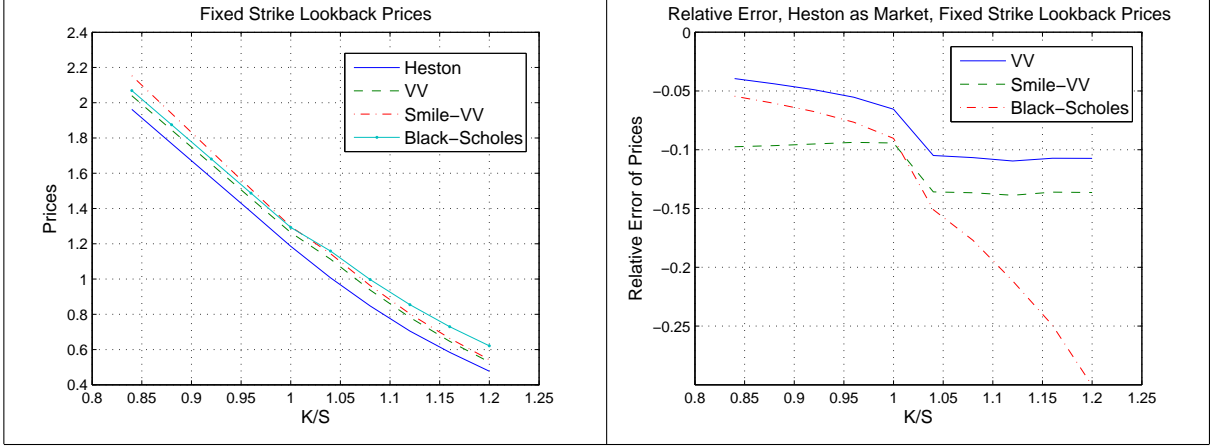 Fixed Strike Lookback Prices
2.4
2.2
2
1.8
1.6
1.4
1.2
1
0.8
0.6
0.4
Prices
Heston
VV
Smile−VV
Black−Scholes
0.8 0.85 0.9 0.95 1 1.05 1.1 1.15 1.2 1.25
K/S
Relative Error, Heston as Market, Fixed Strike Lookback Prices
0
−0.05
−0.1
−0.15
−0.2
−0.25
Relative Error of Prices
VV
Smile−VV
Black−Scholes
0.8 0.85 0.9 0.95 1 1.05 1.1 1.15 1.2 1.25
K/S